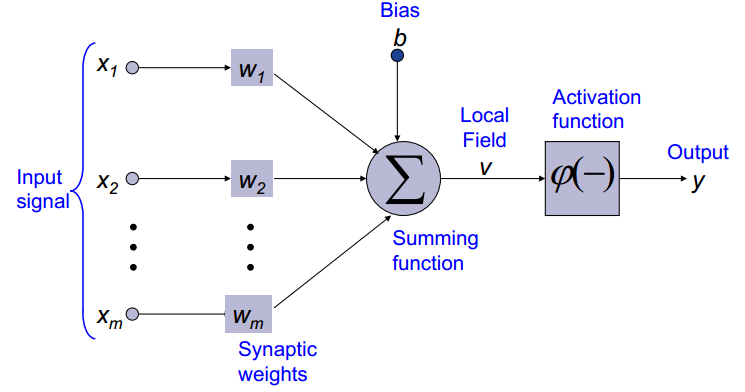 Bias
b
x1
w1
Local
Field
v
Activation
function
Input
signal
x2
w2
∑
φ(−)
Output
y
Summing
function
xm
wm
Synaptic
weights